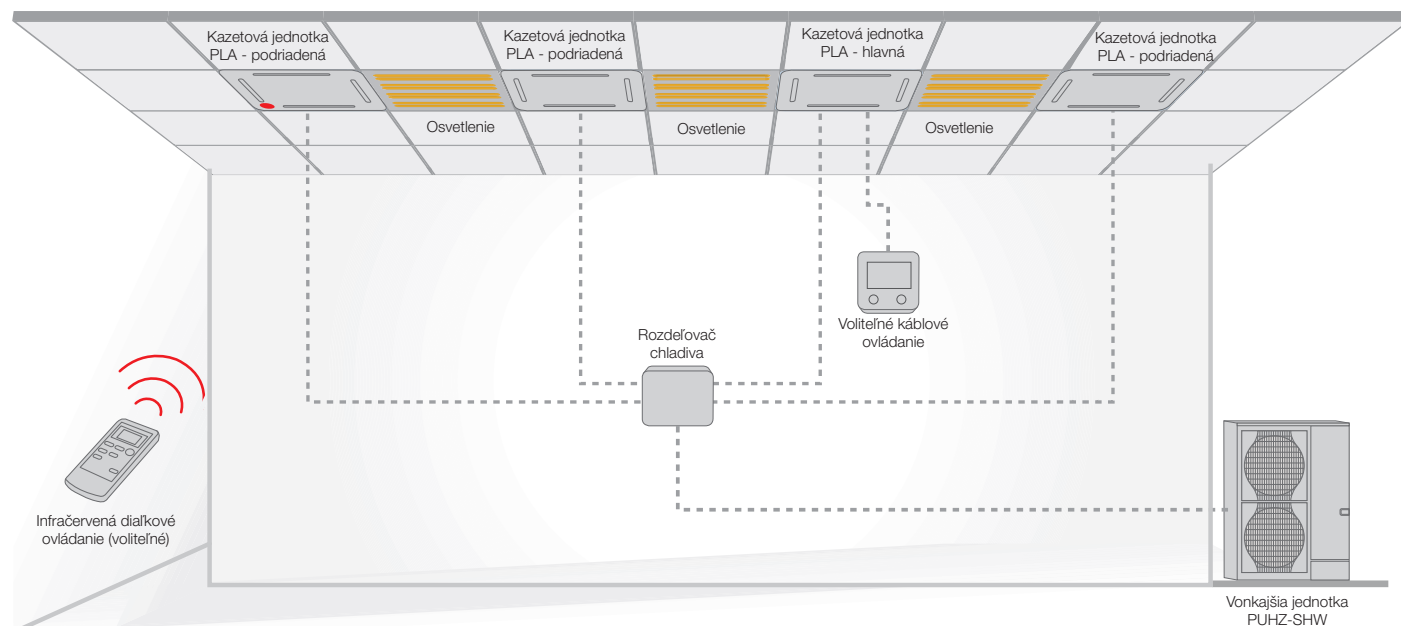 Kazetová jednotka
PLA - podriadená
Kazetová jednotka
PLA - podriadená
Kazetová jednotka
PLA - hlavná
Kazetová jednotka
PLA - podriadená
Osvetlenie
Osvetlenie
Osvetlenie
Voliteľné káblové
ovládanie
Rozdeľovač
chladiva
Infračervená diaľkové
ovládanie (voliteľné)
Vonkajšia jednotka
PUHZ-SHW